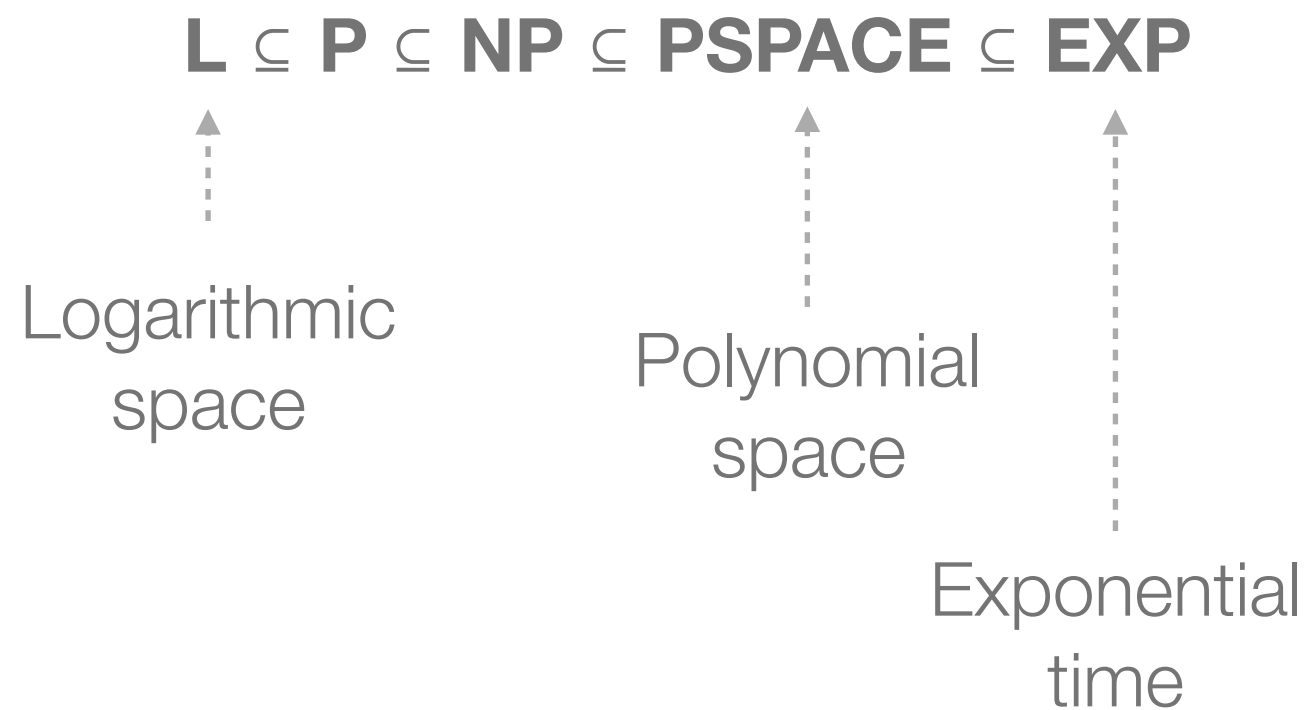 L ⊆ P ⊆ NP ⊆ PSPACE ⊆ EXP
Logarithmic
space
Polynomial
space
Exponential
time